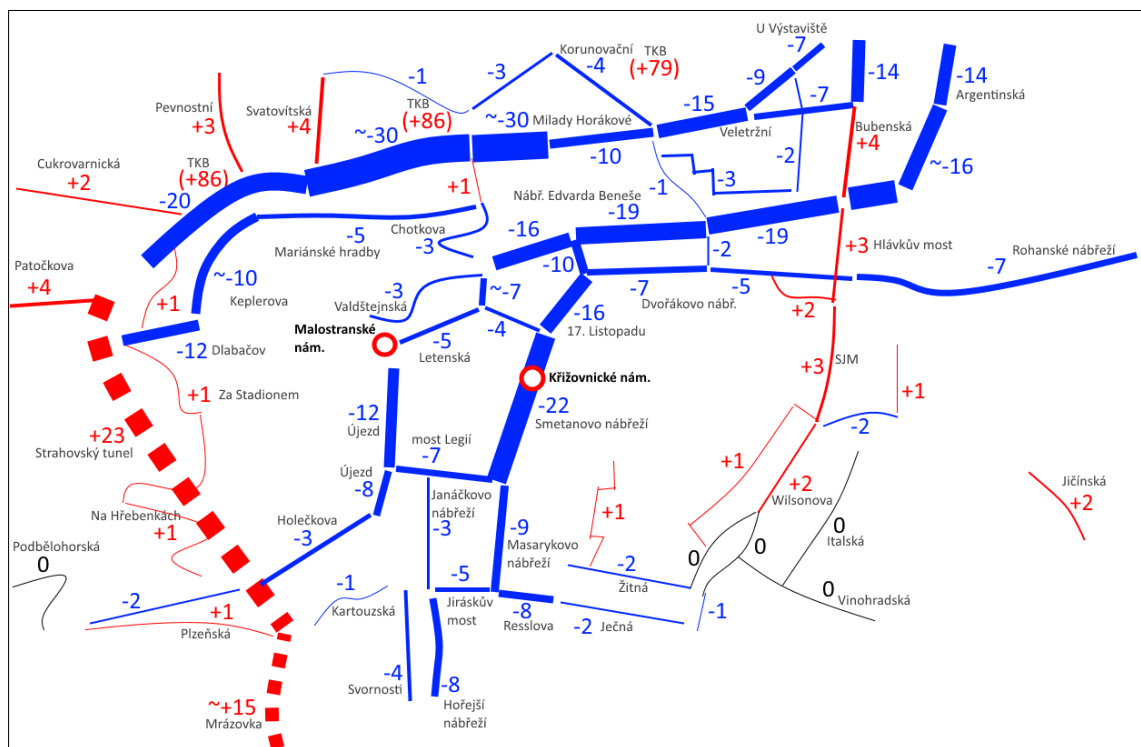 U Výstaviště
-7
Korunovační
TKB
(+79)
-1
-3
-4
-9
-14
-14
Argentinská
Pevnostní
+3
Svatovítská
+4
TKB
(+86)
~-30
~-30
Milady Horákové
-15
-7
Veletržní
Bubenská
+4
Cukrovarnická
+2
TKB
(+86)
-20
-10
-2
~-16
+1
-1
-3
Nábř. Edvarda Beneše
-19
-19
Chotkova
-3
-5
Mariánské hradby
-16
-10
-2
+3
Hlávkův most
Rohanské nábřeží
-7
Patočkova
+4
+1
~-10
Keplerova
Valdštejnská
-3
~-7
-7
Dvořákovo nábř.
-5
+2
-16
17. Listopadu
Malostranské
nám.
-5
Letenská
-4
-12
Dlabačov
SJM
+3
Křižovnické nám.
+1
Za Stadionem
+1
-12
Újezd
-22
Smetanovo nábřeží
-2
+23
Strahovský tunel
most Legií
-7
+1
Újezd
-8
Janáčkovo
nábřeží
+2
Wilsonova
Jičínská
+2
Na Hřebenkách
+1
Holečkova
-3
-3
-9
Masarykovo
nábřeží
+1
0
Italská
Podbělohorská
0
0
0
-2
Žitná
-2
-1
Kartouzská
-5
Jiráskův
most
-8
Resslova
-2
Ječná
-1
0
Vinohradská
+1
Plzeňská
-4
Svornosti
-8
Hořejší
nábřeží
~+15
Mrázovka